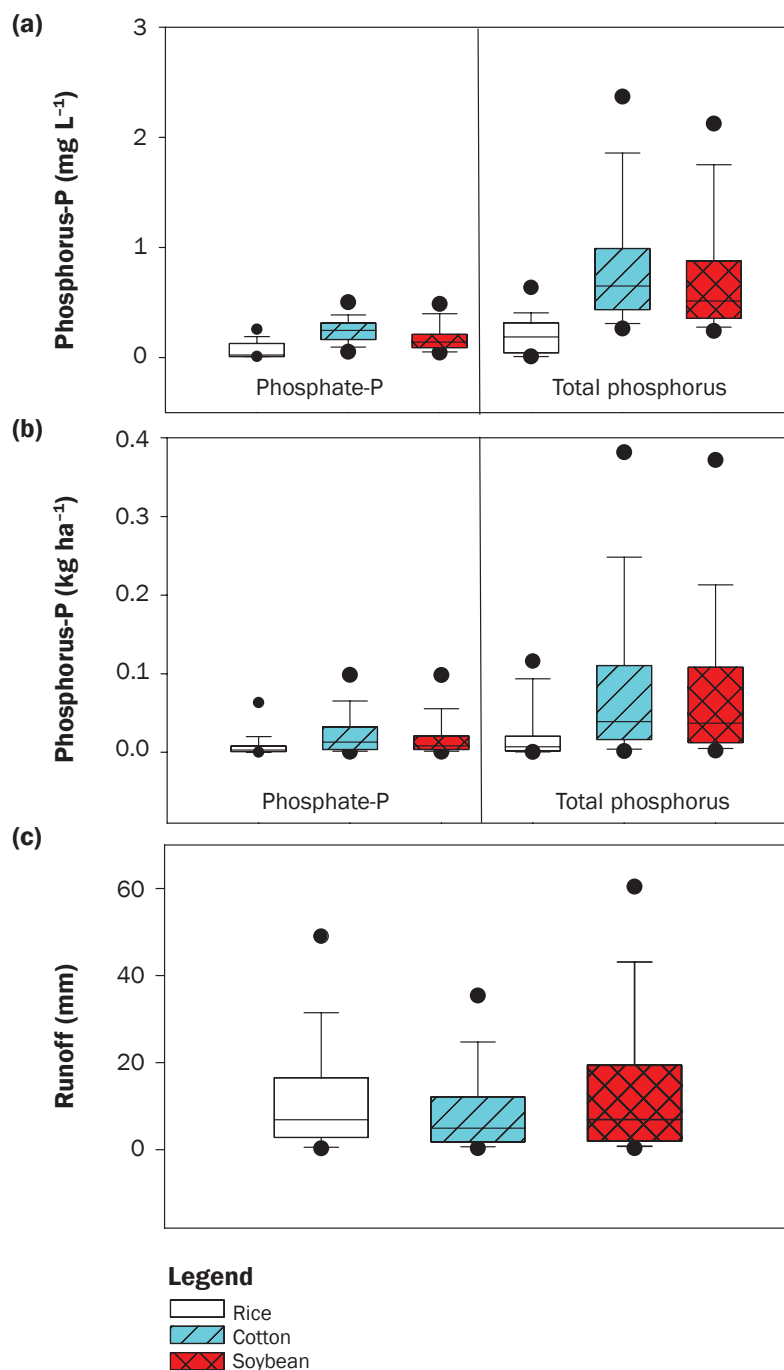 (a)
Phosphorus-P (mg L⁻¹)
3
2
1
0
Phosphate-P
Total phosphorus
(b)
Phosphorus-P (kg ha⁻¹)
0.4
0.3
0.2
0.1
0.0
Phosphate-P
Total phosphorus
(c)
Runoff (mm)
60
40
20
0
Legend
Rice
Cotton
Soybean